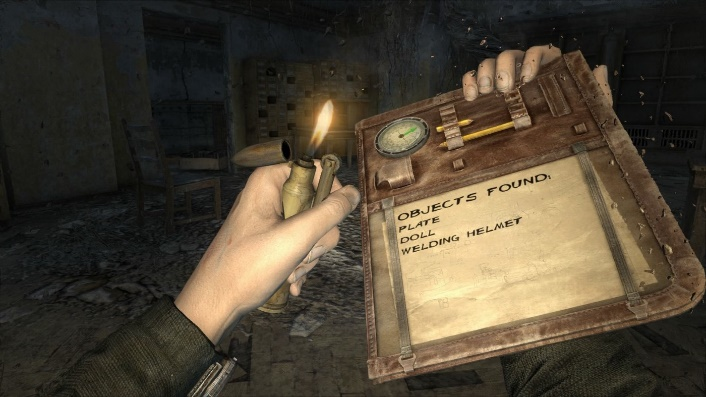 OBJECTS FOUND:
PLATE
DOLL
WELDING HELMET